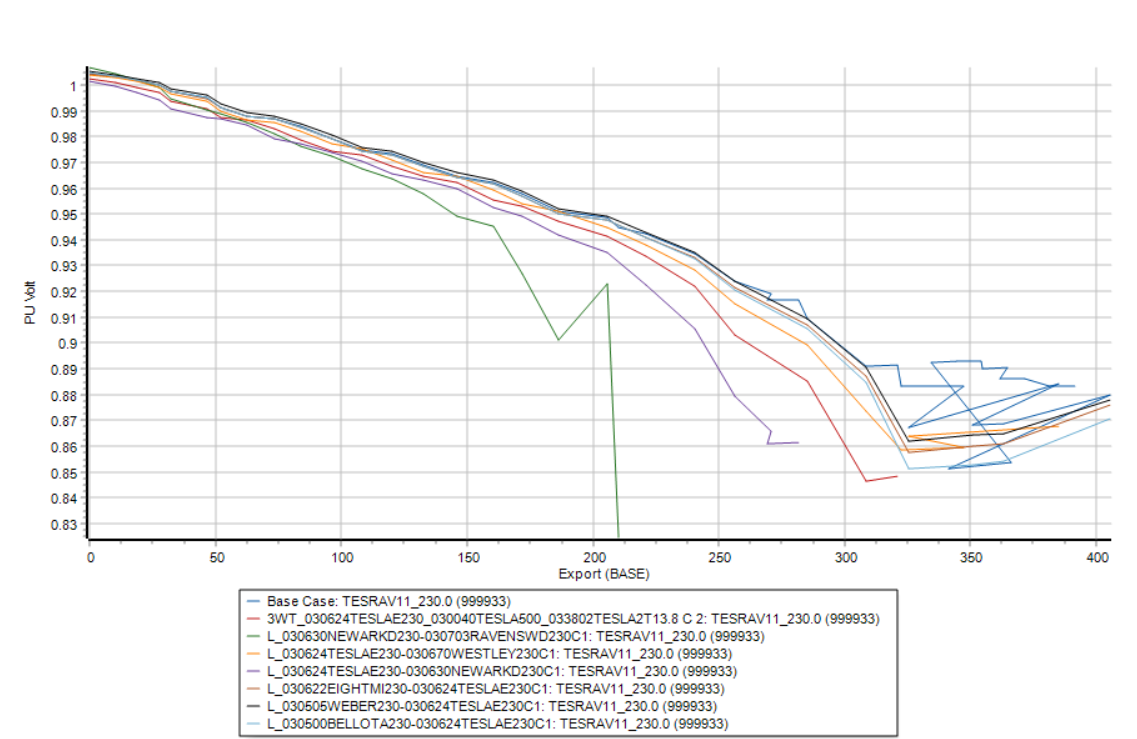 1
0.99
0.98
0.97
0.96
0.95
0.94
0.93
0.92
0.91
0.9
0.89
0.88
0.87
0.86
0.85
0.84
0.83
PU Volt
0 50 100 150 200 250 300 350 400
Export (BASE)
Base Case: TESRAV11_230.0 (999933)
3WT_030624TESLAE230_030040TESLA500_033802TESLA2T13.8 C 2: TESRAV11_230.0 (999933)
L_030630NEWARKD230-030703RAVENSWD230C1: TESRAV11_230.0 (999933)
L_030624TESLAE230-030670WESTLEY230C1: TESRAV11_230.0 (999933)
L_030624TESLAE230-030630NEWARKD230C1: TESRAV11_230.0 (999933)
L_030622EIGHTMI230-030624TESLAE230C1: TESRAV11_230.0 (999933)
L_030505WEBER230-030624TESLAE230C1: TESRAV11_230.0 (999933)
L_030500BELLOTA230-030624TESLAE230C1: TESRAV11_230.0 (999933)